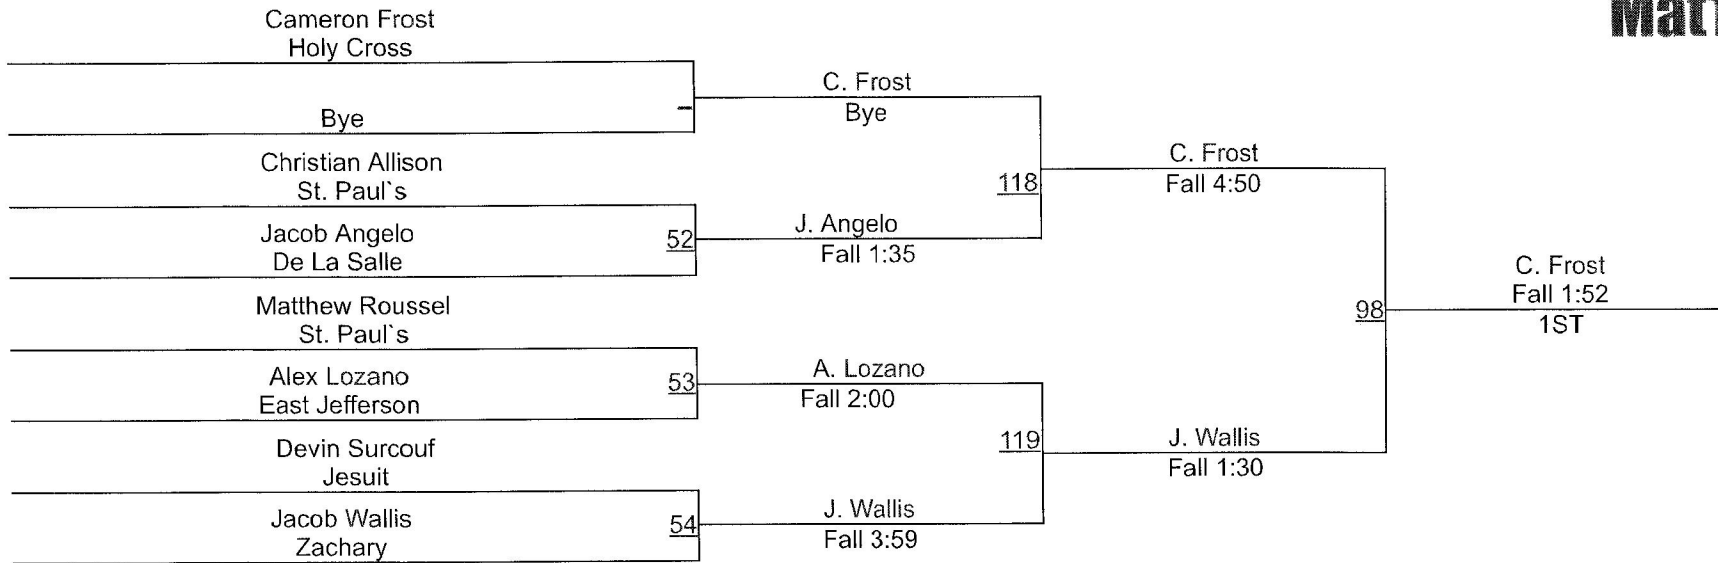 Cameron Frost
Holy Cross
Bye
Christian Allison
St. Paul`s
Jacob Angelo
De La Salle
52
Matthew Roussel
St. Paul`s
Alex Lozano
East Jefferson
53
Devin Surcouf
Jesuit
Jacob Wallis
Zachary
54
C. Frost
Bye
J. Angelo
Fall 1:35
118
A. Lozano
Fall 2:00
J. Wallis
Fall 3:59
119
C. Frost
Fall 4:50
J. Wallis
Fall 1:30
98
C. Frost
Fall 1:52
1ST